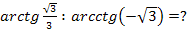 arctg √3/3 : arcctg(−√3) =?